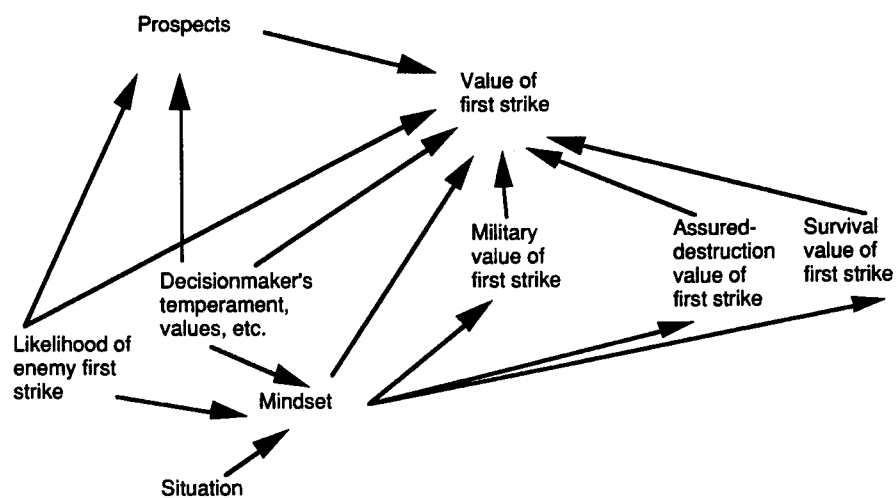 Prospects
Value of
first strike
Military
value of
first strike
Assured-
destruction
value of
first strike
Survival
value of
first strike
Decisionmaker's
temperament,
values, etc.
Likelihood of
enemy first
strike
Mindset
Situation